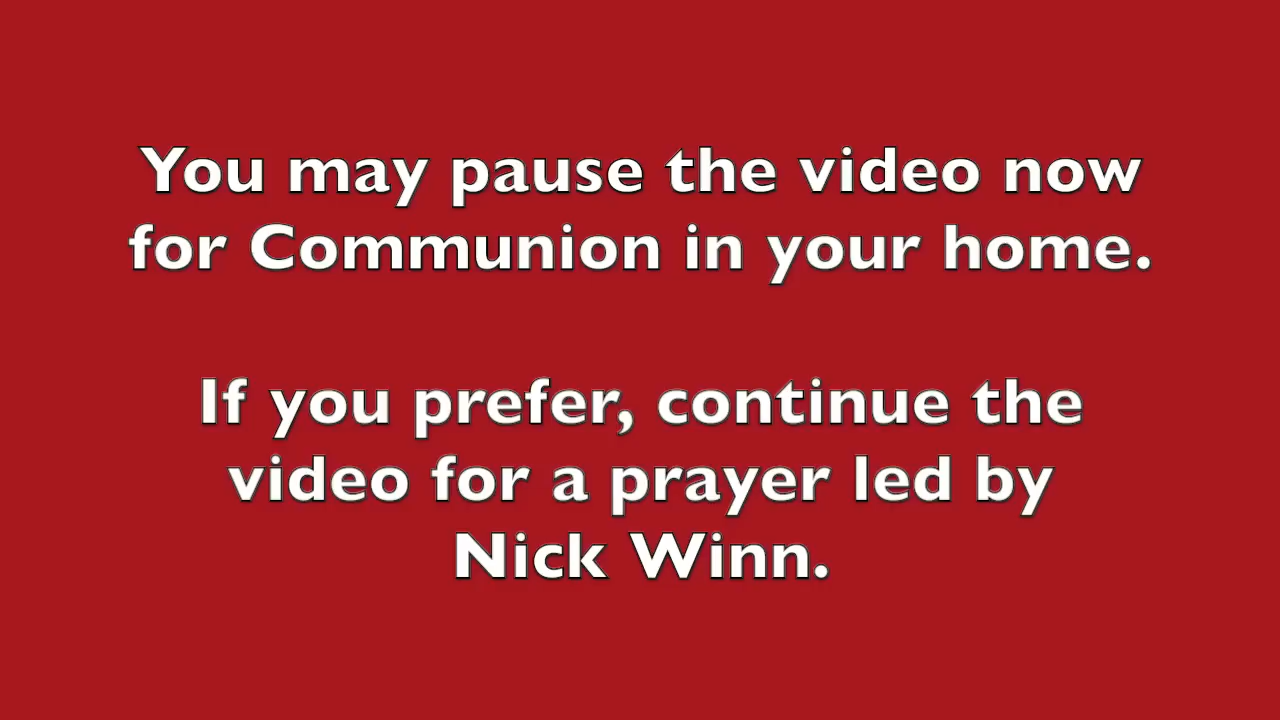 You may pause the video now
for Communion in your home.
If you prefer, continue the
video for a prayer led by
Nick Winn.